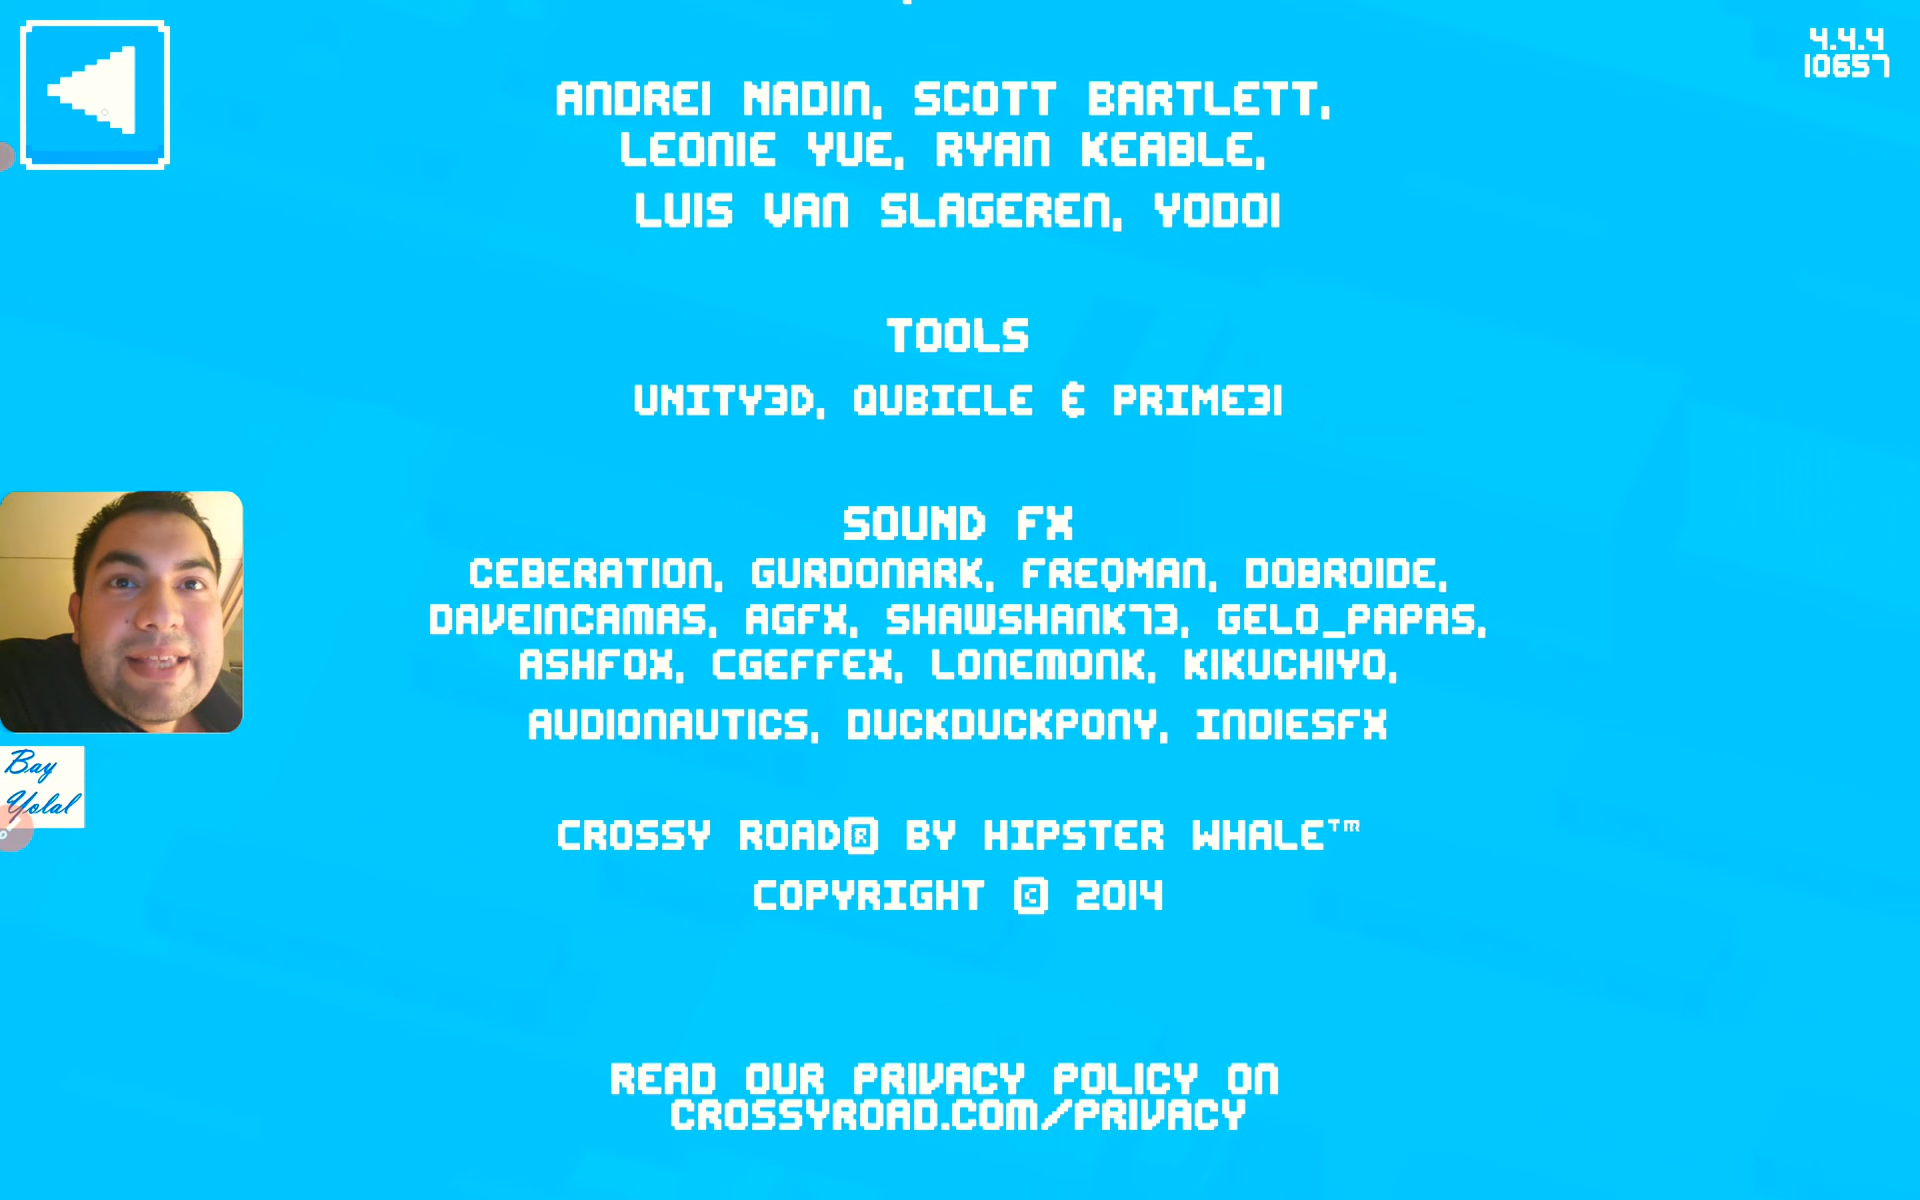 4.4.4
10657
ANDREI NADIN, SCOTT BARTLETT,
LEONIE YUE, RYAN KEABLE,
LUIS VAN SLAGEREN, YODO1
TOOLS
UNITY3D, QUBICLE & PRIME31
SOUND FX
CEBERATION, GURDONARK, FREQMAN, DOBROIDE,
DAVEINCAMAS, AGFX, SHAWSHANK73, GELO_PAPAS,
ASHFOX, CGEFFEX, LONEMONK, KIKUCHIYO,
AUDIONAUTICS, DUCKDUCKPONY, INDIESFX
Bay
Yolal
CROSSY ROAD® BY HIPSTER WHALE™
COPYRIGHT © 2014
READ OUR PRIVACY POLICY ON
CROSSYROAD.COM/PRIVACY